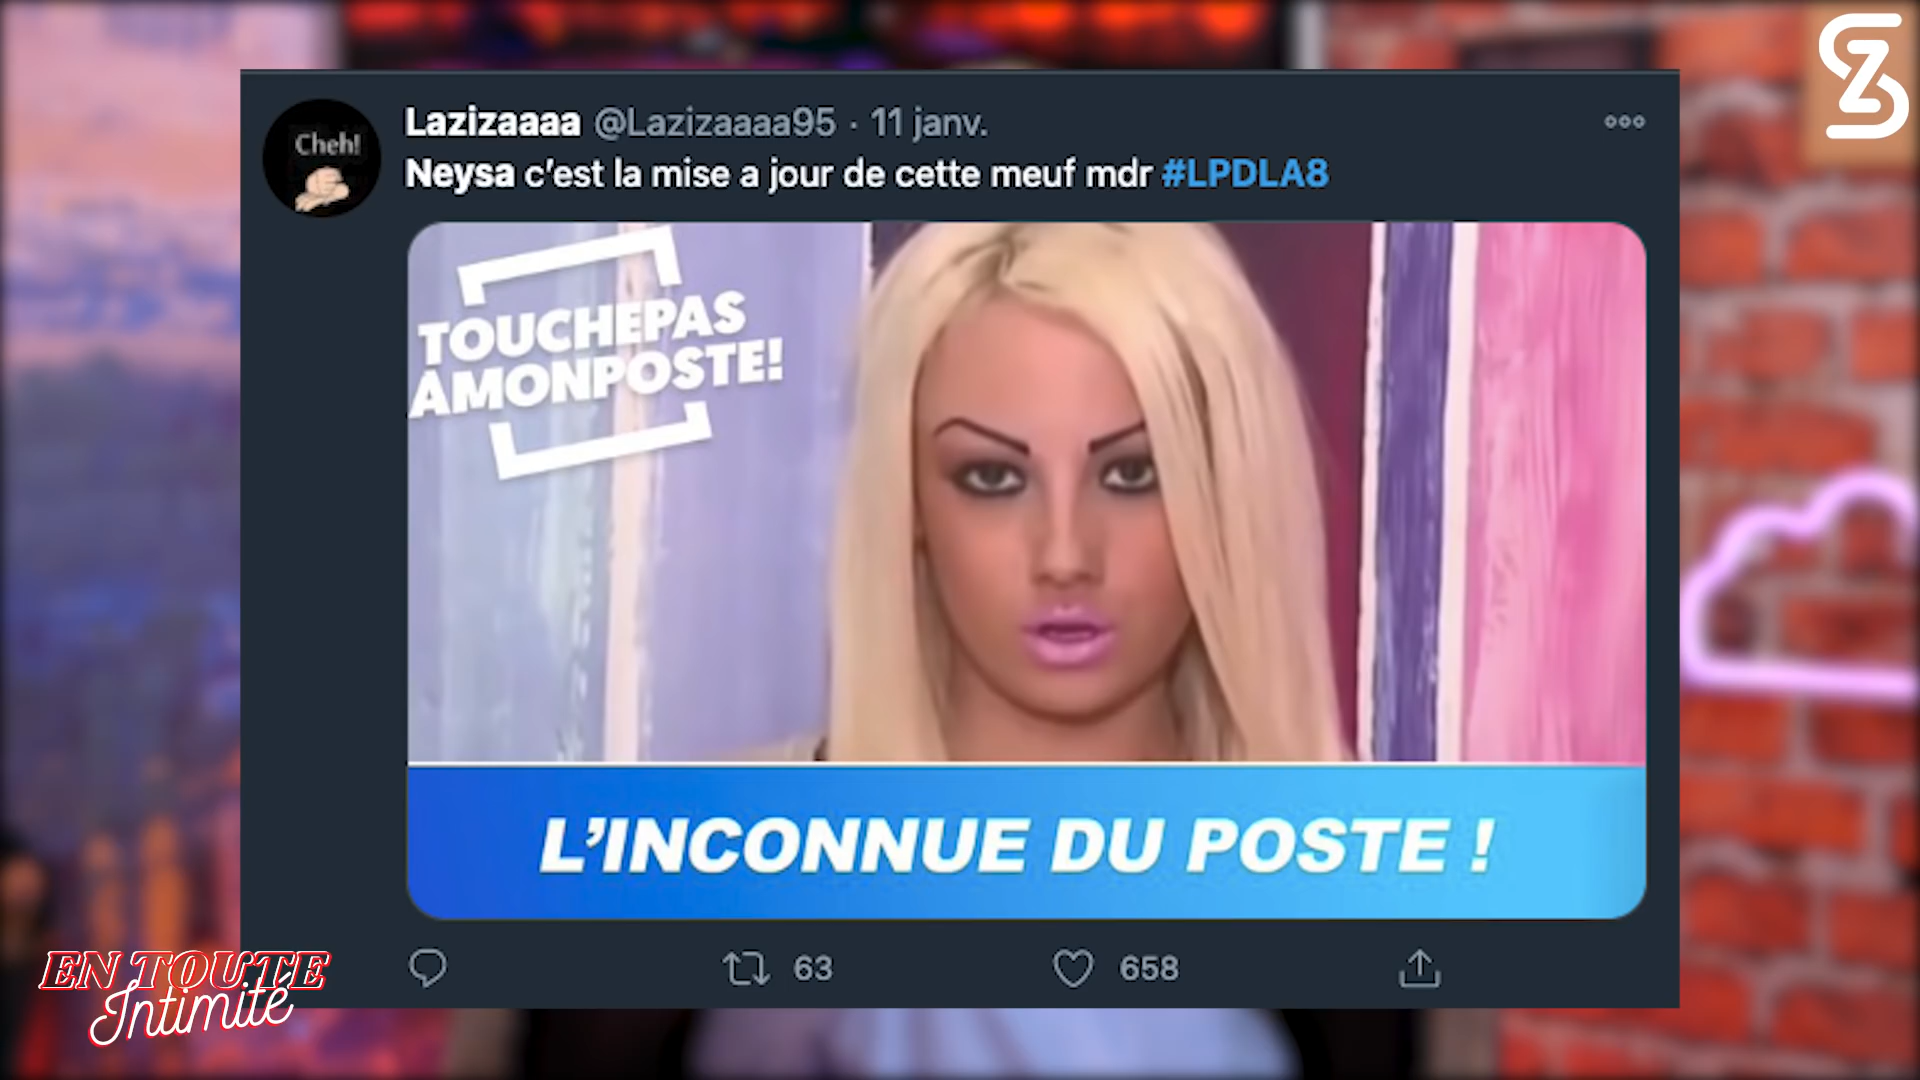 Lazizaaaa @Lazizaaaa95 · 11 janv.
Neysa c’est la mise a jour de cette meuf mdr #LPDLA8
Cheh!
TOUCHEPAS
AMONPOSTE!
L’INCONNUE DU POSTE !
63
658
EN TOUTE
Intimité
SZ